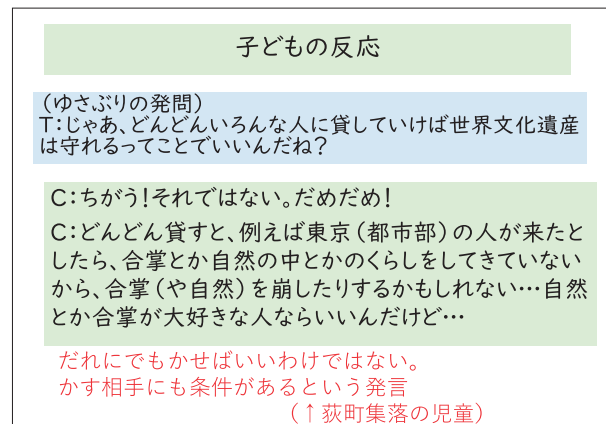 子どもの反応
（ゆさぶりの発問）
T：じゃあ、どんどんいろんな人に貸していけば世界文化遺産
は守れるってことでいいんだね？
C：ちがう！それではない。だめだめ！
C：どんどん貸すと、例えば東京（都市部）の人が来たと
したら、合掌とか自然の中とかのくらしをしてきていない
から、合掌（や自然）を崩したりするかもしれない…自然
とか合掌が大好きな人ならいいんだけど…
だれにでもかせばいいわけではない。
かす相手にも条件があるという発言
（↑荻町集落の児童）